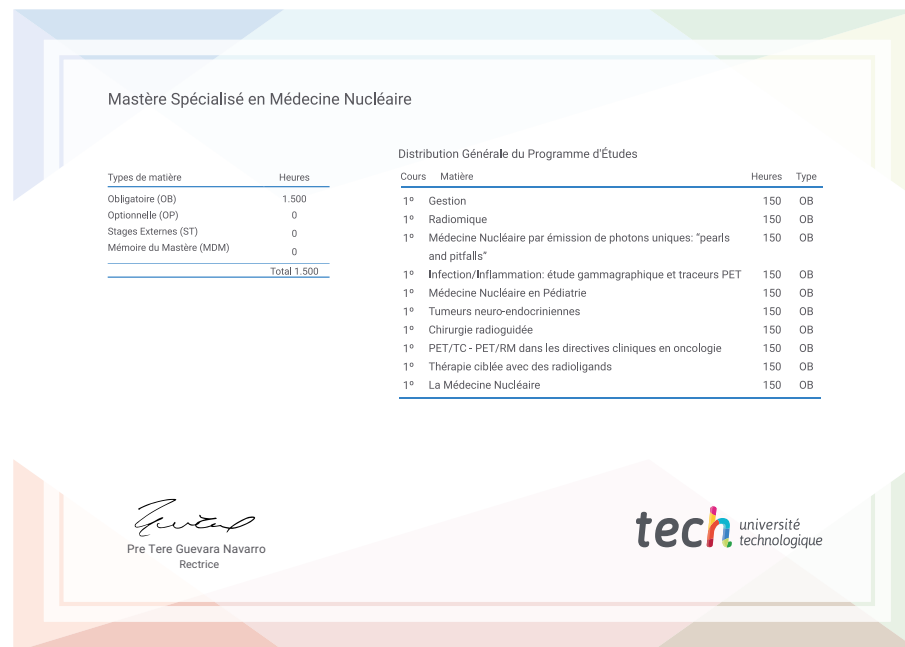 Mastère Spécialisé en Médecine Nucléaire
Types de matière Heures
Obligatoire (OB) 1.500
Optionnelle (OP) 0
Stages Externes (ST) 0
Mémoire du Mastère (MDM) 0
Total 1.500
Distribution Générale du Programme d'Études
Cours Matière Heures Type
1º Gestion 150 OB
1º Radiomique 150 OB
1º Médecine Nucléaire par émission de photons uniques: "pearls 150 OB
and pitfalls"
1º Infection/Inflammation: étude gammagraphique et traceurs PET 150 OB
1º Médecine Nucléaire en Pédiatrie 150 OB
1º Tumeurs neuro-endocriniennes 150 OB
1º Chirurgie radioguidée 150 OB
1º PET/TC - PET/RM dans les directives cliniques en oncologie 150 OB
1º Thérapie ciblée avec des radioligands 150 OB
1º La Médecine Nucléaire 150 OB
Pre Tere Guevara Navarro
Rectrice
tech université
technologique